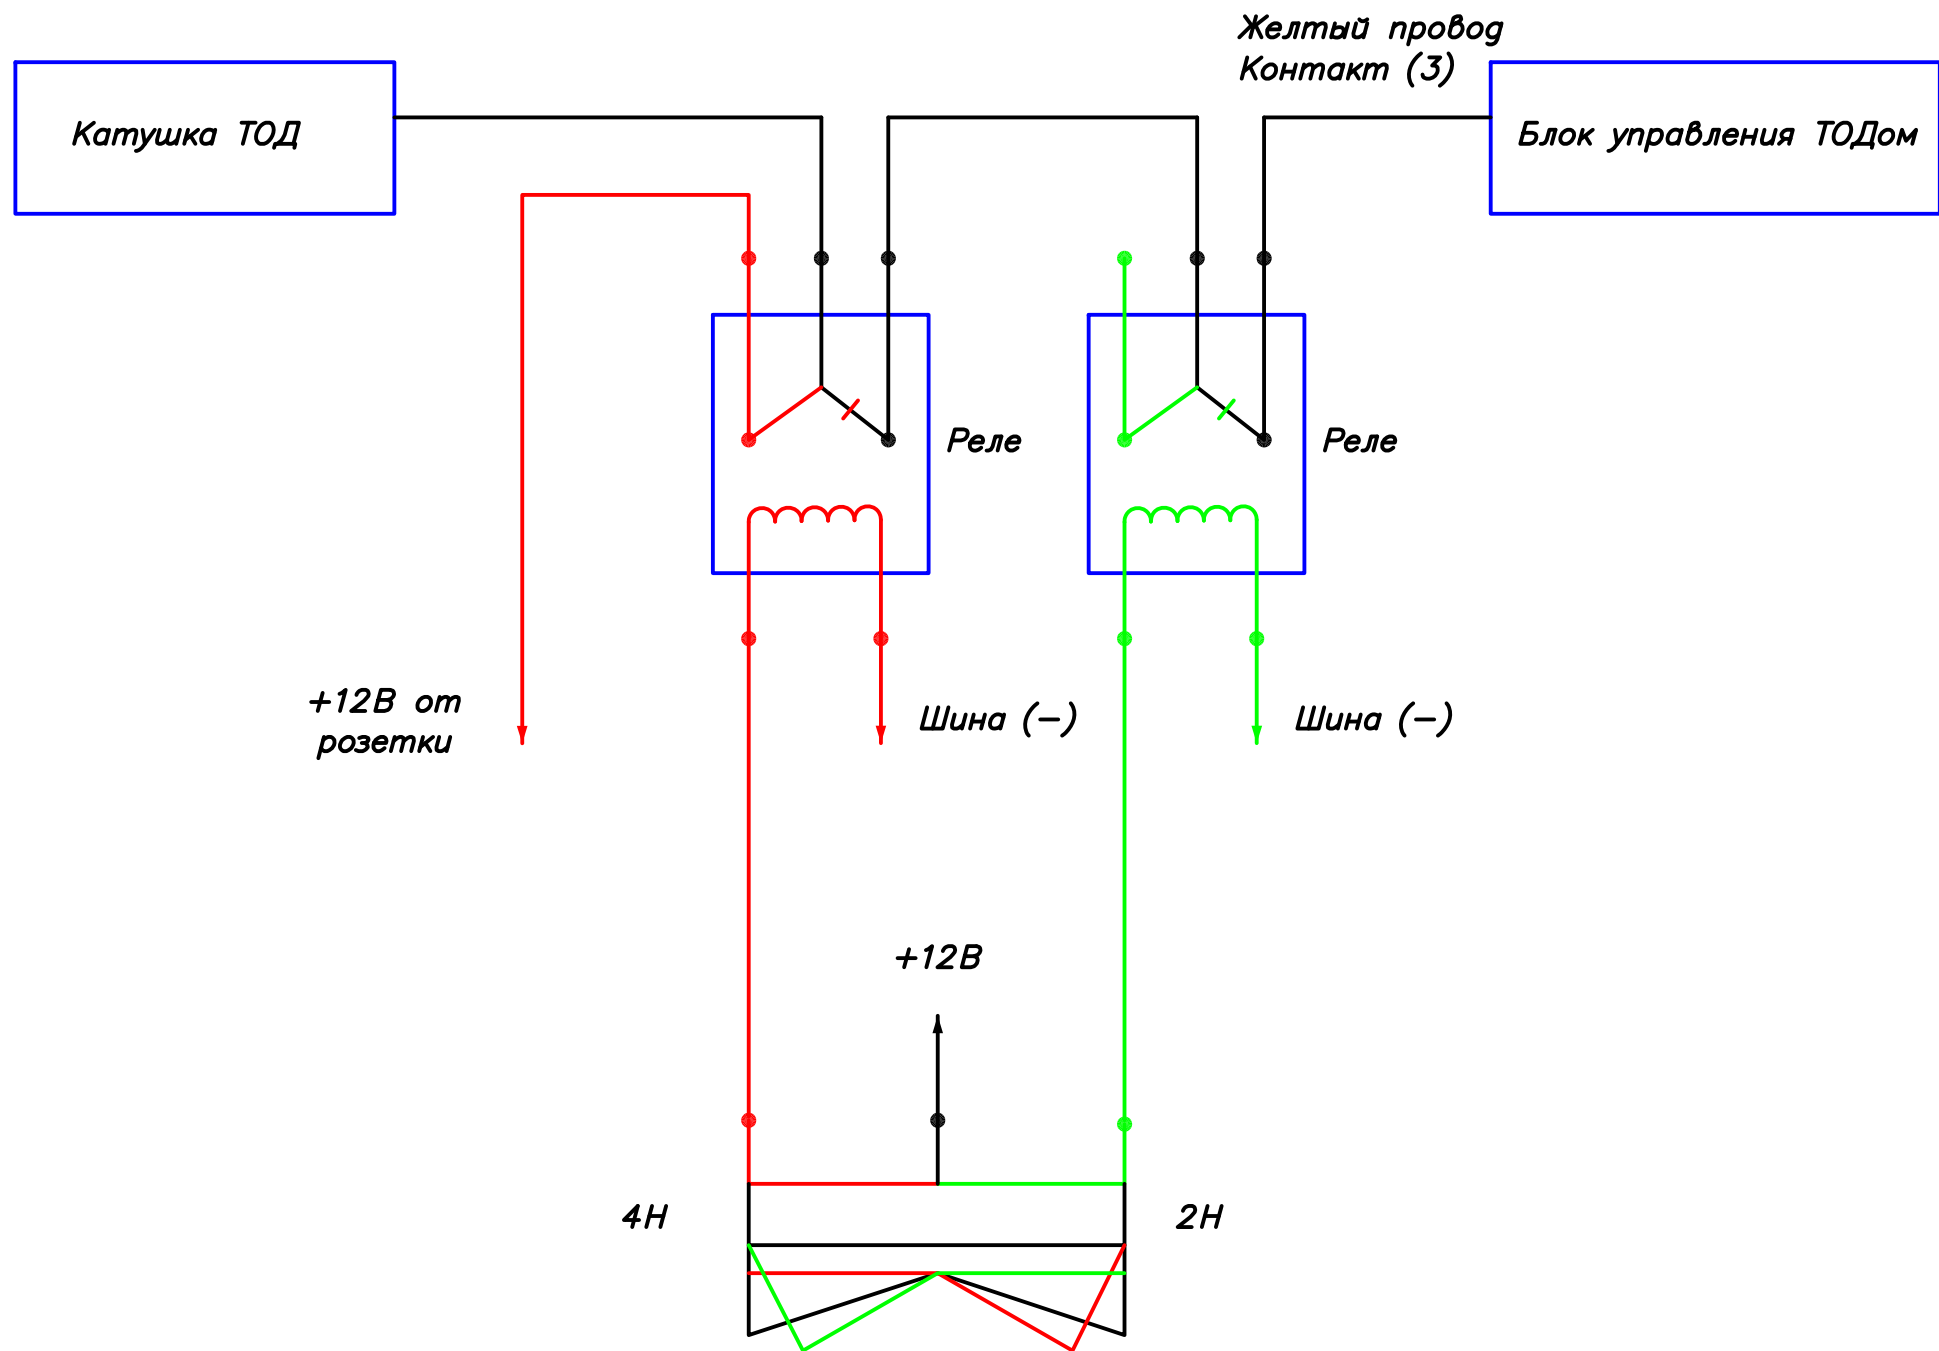 Желтый провод
Контакт (3)
Катушка ТОД
Блок управления ТОДом
Реле
Реле
+12В от
розетки
Шина (-)
Шина (-)
+12В
4Н
2Н